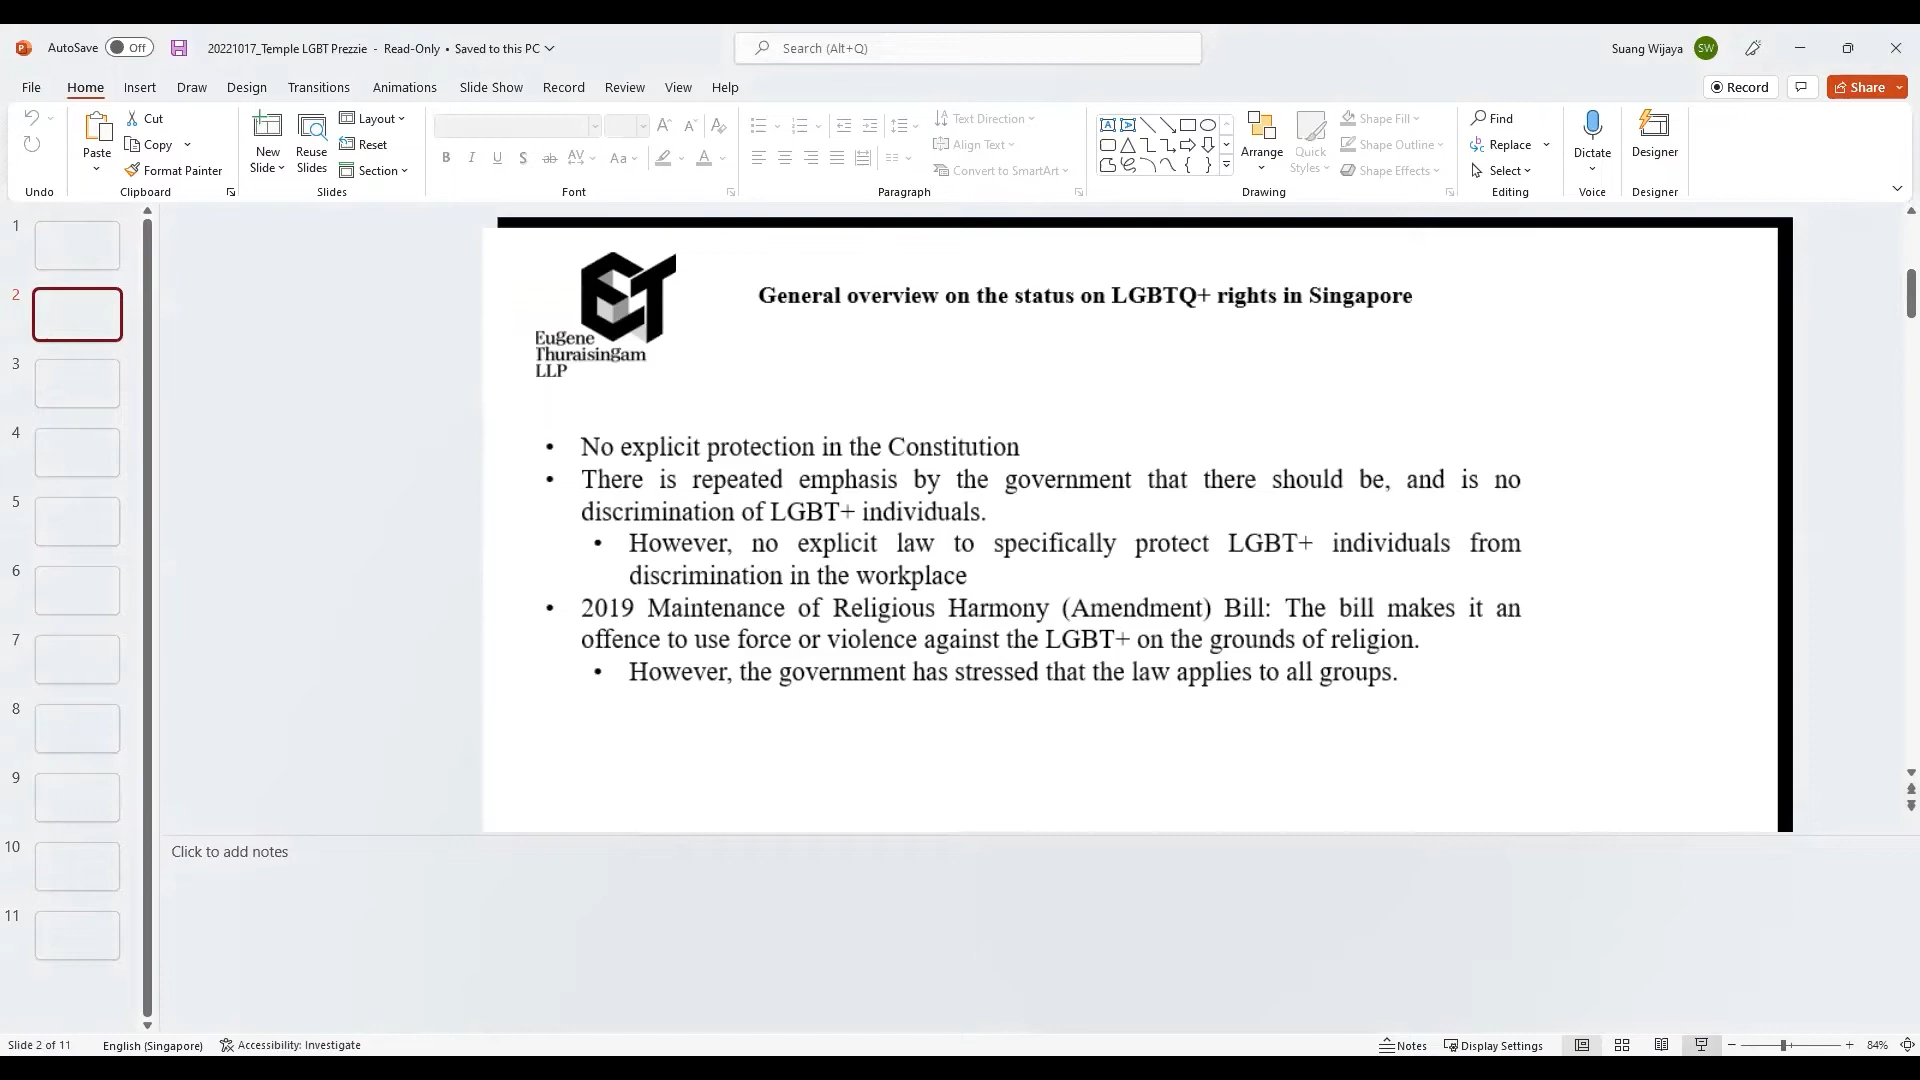 AutoSave Off 20221017_Temple LGBT Prezzie - Read-Only • Saved to this PC Search (Alt+Q) Suang Wijaya SW
File Home Insert Draw Design Transitions Animations Slide Show Record Review View Help Record Share
Paste Cut Copy Format Painter
New Slide Reuse Slides Layout Reset Section
B I U S ab AV Aa A
Text Direction Align Text Convert to SmartArt
Arrange Quick Styles Shape Fill Shape Outline Shape Effects
Find Replace Select
Dictate Designer
Undo Clipboard Slides Font Paragraph Drawing Editing Voice Designer
1
2
3
4
5
6
7
8
9
10
11
ET
Eugene
Thuraisingam
LLP
General overview on the status on LGBTQ+ rights in Singapore
• No explicit protection in the Constitution
• There is repeated emphasis by the government that there should be, and is no
discrimination of LGBT+ individuals.
• However, no explicit law to specifically protect LGBT+ individuals from
discrimination in the workplace
• 2019 Maintenance of Religious Harmony (Amendment) Bill: The bill makes it an
offence to use force or violence against the LGBT+ on the grounds of religion.
• However, the government has stressed that the law applies to all groups.
Click to add notes
Slide 2 of 11 English (Singapore) Accessibility: Investigate Notes Display Settings 84%